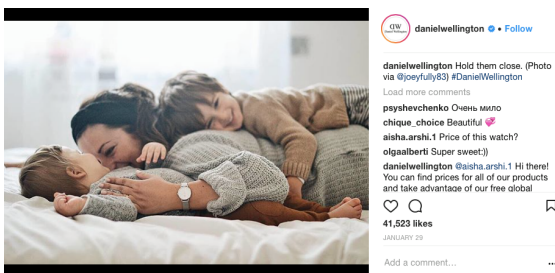 DW
Daniel Wellington
danielwellington • Follow
danielwellington Hold them close. (Photo
via @joeyfully83) #DanielWellington
Load more comments
psyshevchenko Очень мило
chique_choice Beautiful 💞
aisha.arshi.1 Price of this watch?
olgaalberti Super sweet:))
danielwellington @aisha.arshi.1 Hi there!
You can find prices for all of our products
and take advantage of our free global
41,523 likes
JANUARY 29
Add a comment...